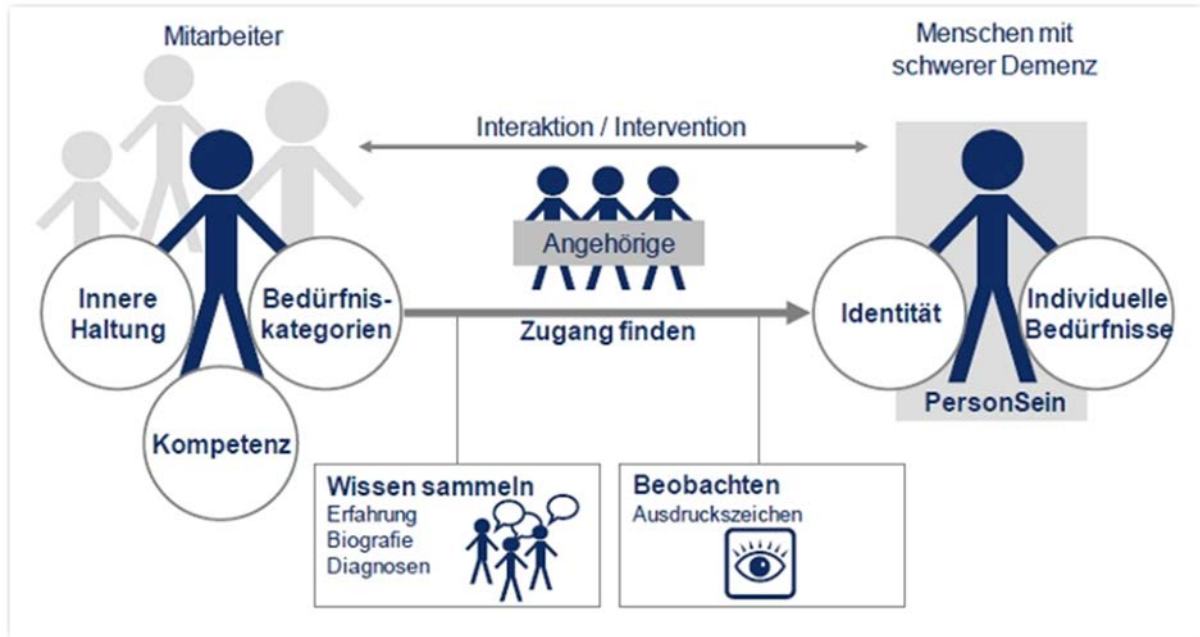 Mitarbeiter
Menschen mit
schwerer Demenz
Interaktion / Intervention
Angehörige
Innere
Haltung
Bedürfnis-
kategorien
Zugang finden
Identität
Individuelle
Bedürfnisse
PersonSein
Kompetenz
Wissen sammeln
Erfahrung
Biografie
Diagnosen
Beobachten
Ausdruckszeichen